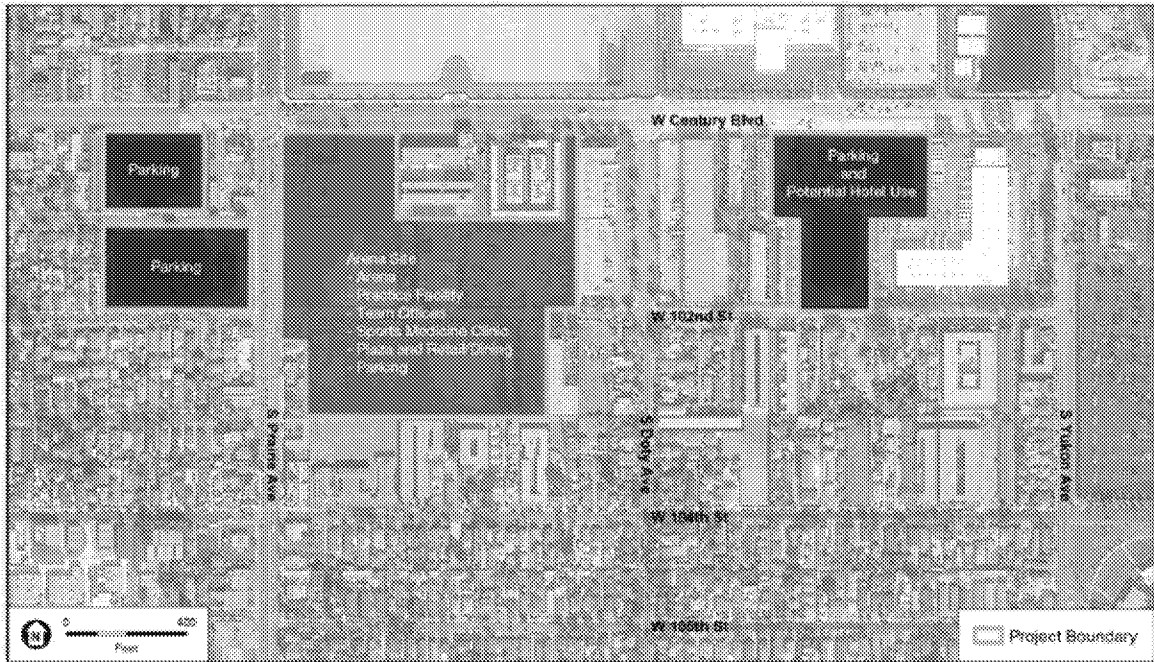 W Century Blvd
Parking
Parking
and
Potential Hotel Use
Parking
Arena Site
- Arena
- Practice Facility
- Team Offices
- Sports Medicine Clinic
- Plaza and Retail/Dining
- Parking
W 102nd St
S Prairie Ave
S Doty Ave
S Yukon Ave
W 104th St
W 105th St
N
0
400
Feet
Project Boundary